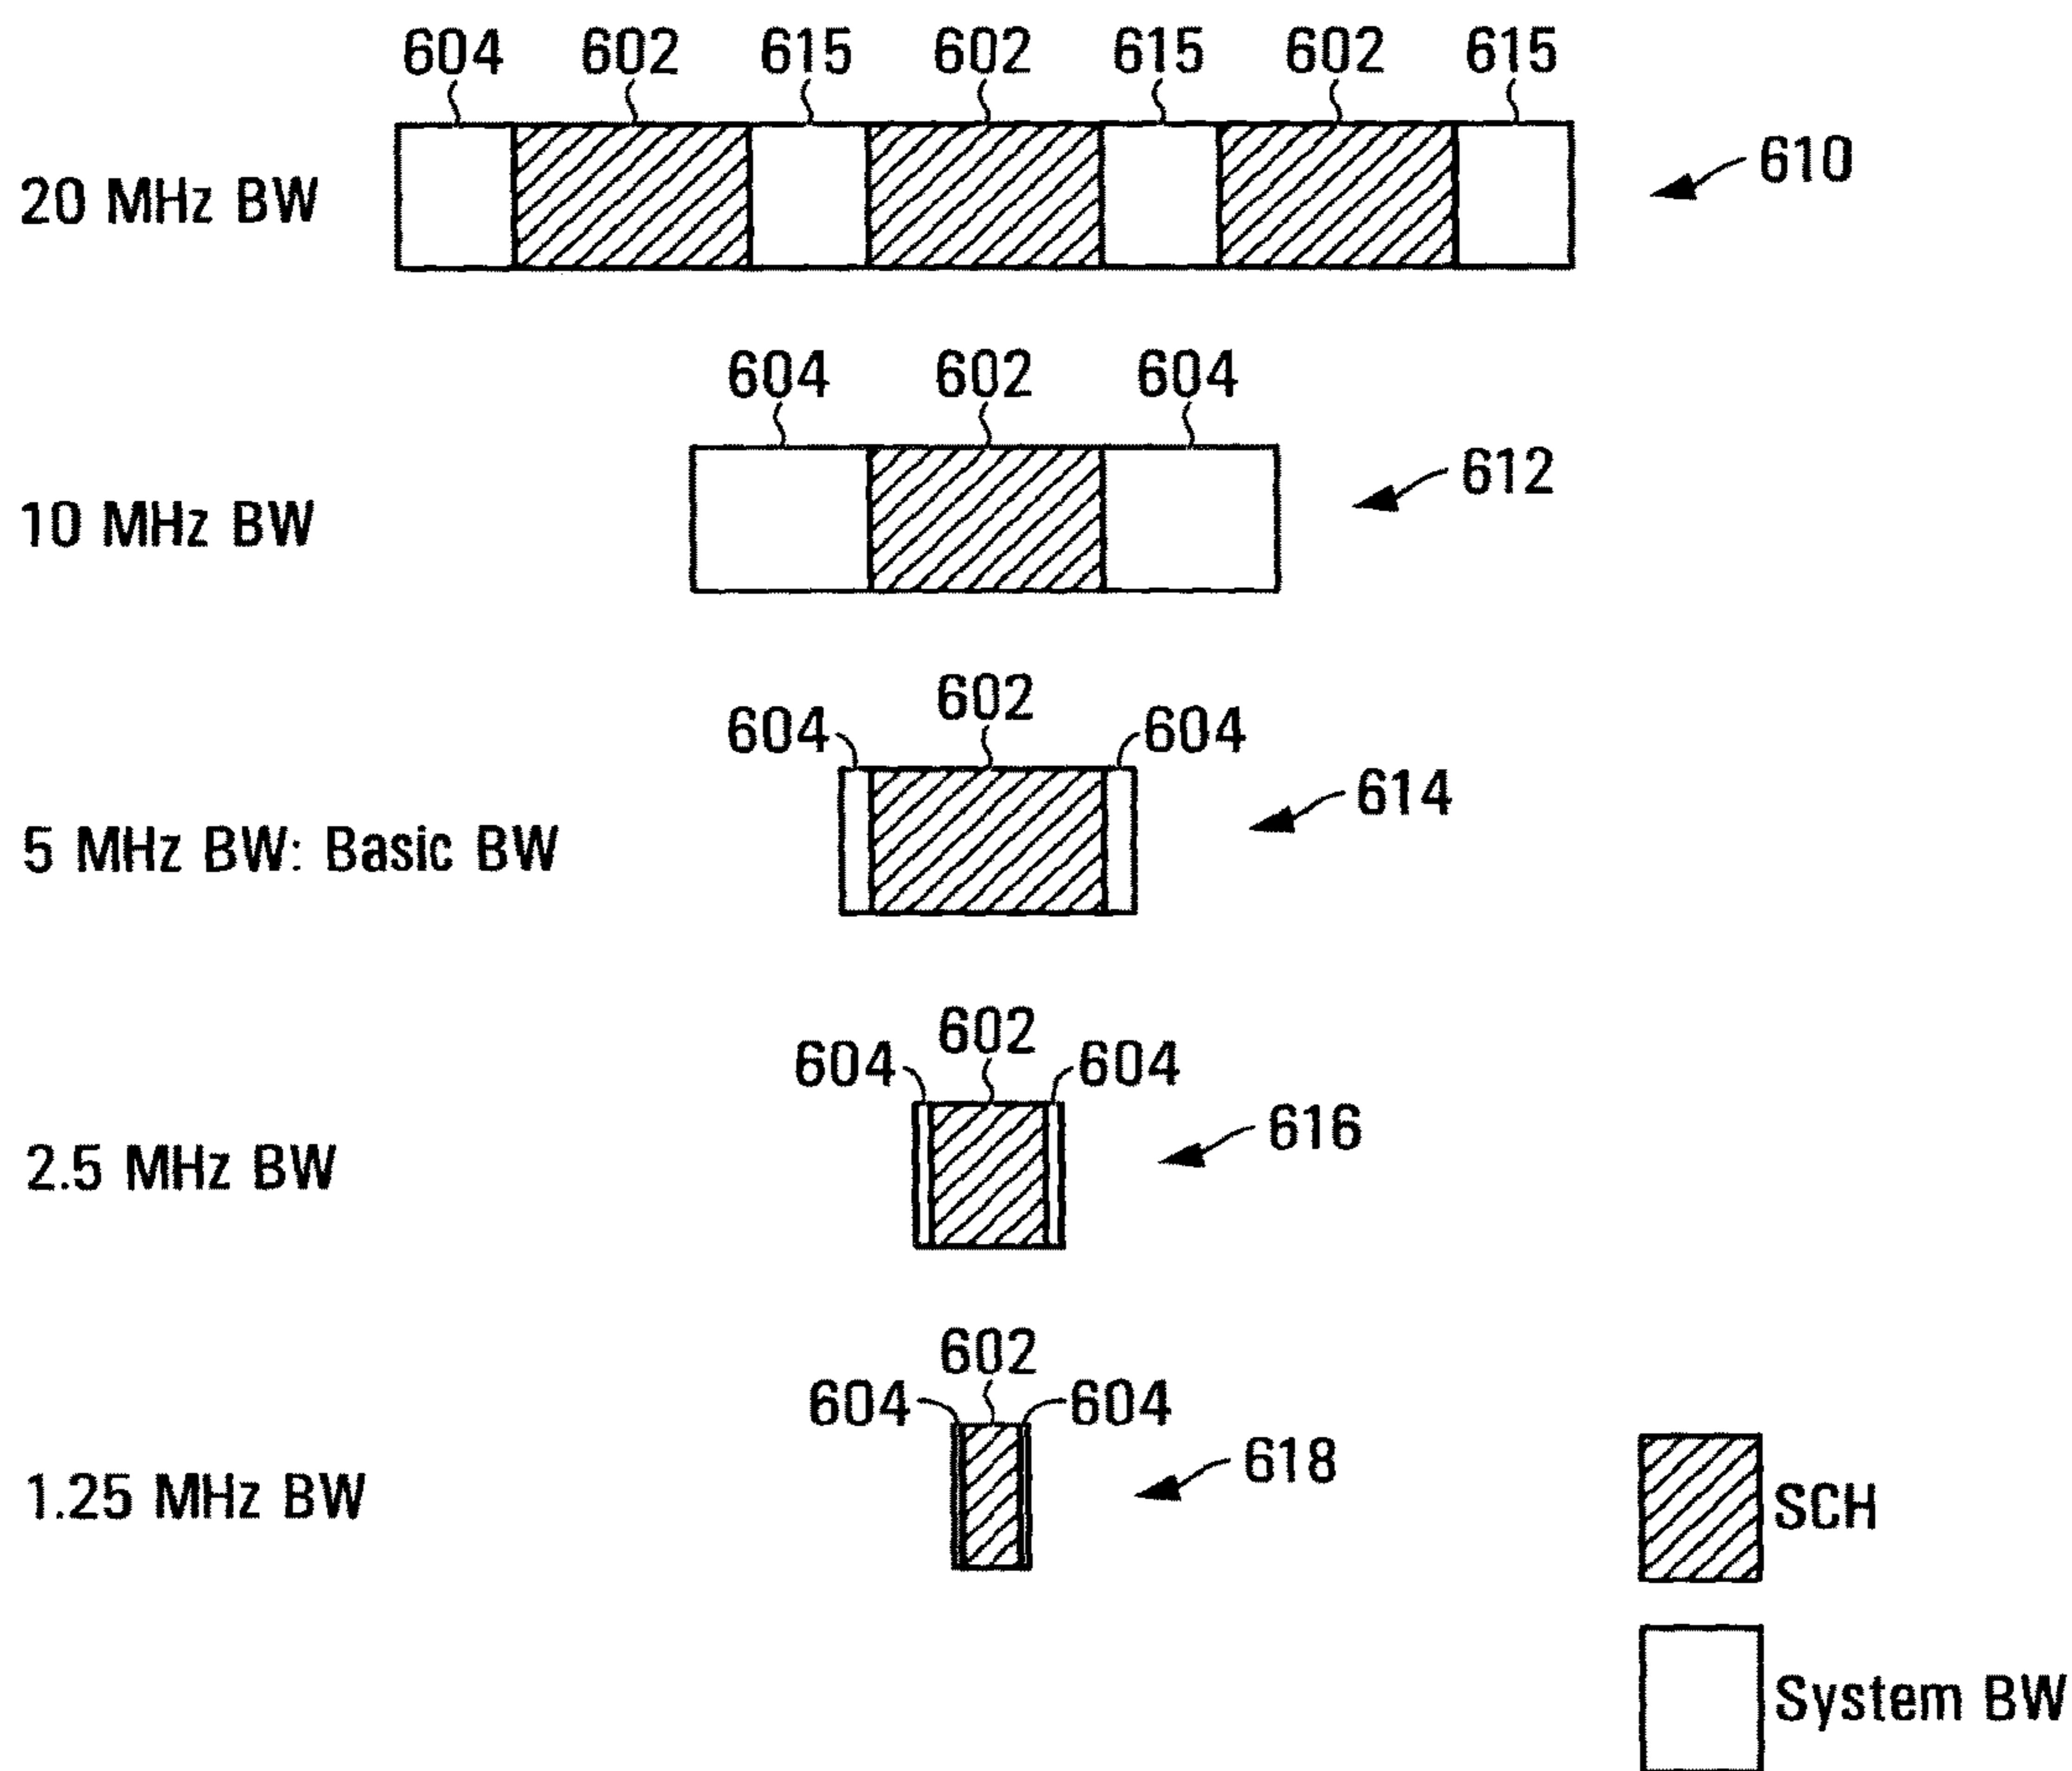 604 602 615 602 615 602 615
20 MHz BW
610
604 602 604
10 MHz BW
612
602
604 604
5 MHz BW: Basic BW
614
602
604 604
2.5 MHz BW
616
602
604 604
1.25 MHz BW
618
SCH
System BW